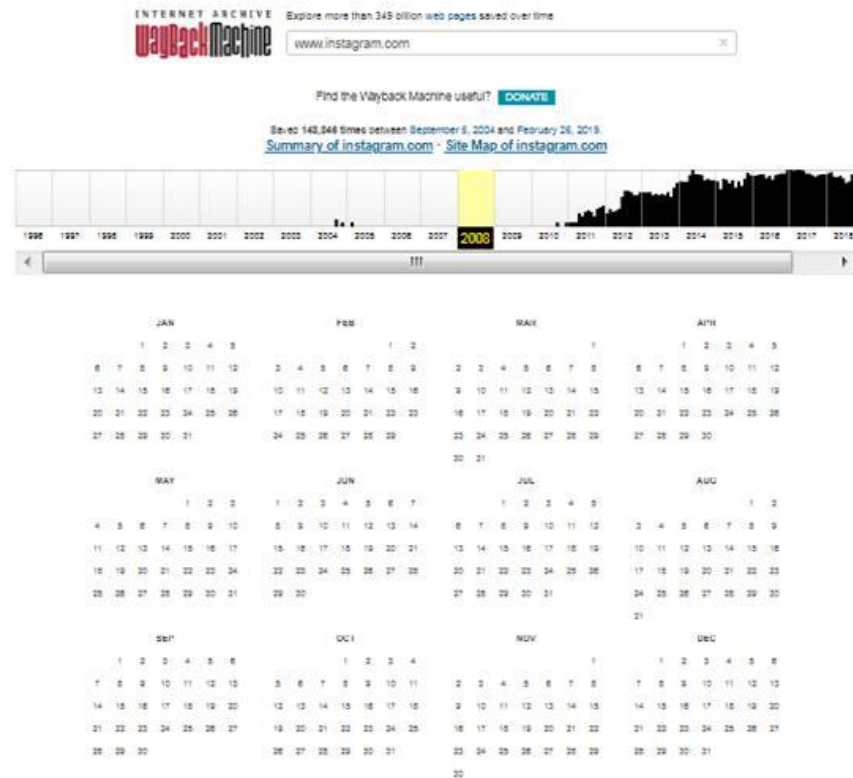 INTERNET ARCHIVE
WayBackMachine
Explore more than 349 billion web pages saved over time
www.instagram.com ×
Find the Wayback Machine useful? DONATE
Saved times between September 5, 2004 and February 26, 2019.
Summary of instagram.com · Site Map of instagram.com
1996 1997 1998 1999 2000 2001 2002 2003 2004 2005 2006 2007 2008 2009 2010 2011 2012 2013 2014 2015 2016 2017 2018
JAN
1 2 3 4 5
6 7 8 9 10 11 12
13 14 15 16 17 18 19
20 21 22 23 24 25 26
27 28 29 30 31
FEB
1 2
3 4 5 6 7 8 9
10 11 12 13 14 15 16
17 18 19 20 21 22 23
24 25 26 27 28 29
MAR
1
2 3 4 5 6 7 8
9 10 11 12 13 14 15
16 17 18 19 20 21 22
23 24 25 26 27 28 29
30 31
APR
1 2 3 4 5
6 7 8 9 10 11 12
13 14 15 16 17 18 19
20 21 22 23 24 25 26
27 28 29 30
MAY
1 2 3
4 5 6 7 8 9 10
11 12 13 14 15 16 17
18 19 20 21 22 23 24
25 26 27 28 29 30 31
JUN
1 2 3 4 5 6 7
8 9 10 11 12 13 14
15 16 17 18 19 20 21
22 23 24 25 26 27 28
29 30
JUL
1 2 3 4 5
6 7 8 9 10 11 12
13 14 15 16 17 18 19
20 21 22 23 24 25 26
27 28 29 30 31
AUG
1 2
3 4 5 6 7 8 9
10 11 12 13 14 15 16
17 18 19 20 21 22 23
24 25 26 27 28 29 30
31
SEP
1 2 3 4 5 6
7 8 9 10 11 12 13
14 15 16 17 18 19 20
21 22 23 24 25 26 27
28 29 30
OCT
1 2 3 4
5 6 7 8 9 10 11
12 13 14 15 16 17 18
19 20 21 22 23 24 25
26 27 28 29 30 31
NOV
1
2 3 4 5 6 7 8
9 10 11 12 13 14 15
16 17 18 19 20 21 22
23 24 25 26 27 28 29
30
DEC
1 2 3 4 5 6
7 8 9 10 11 12 13
14 15 16 17 18 19 20
21 22 23 24 25 26 27
28 29 30 31